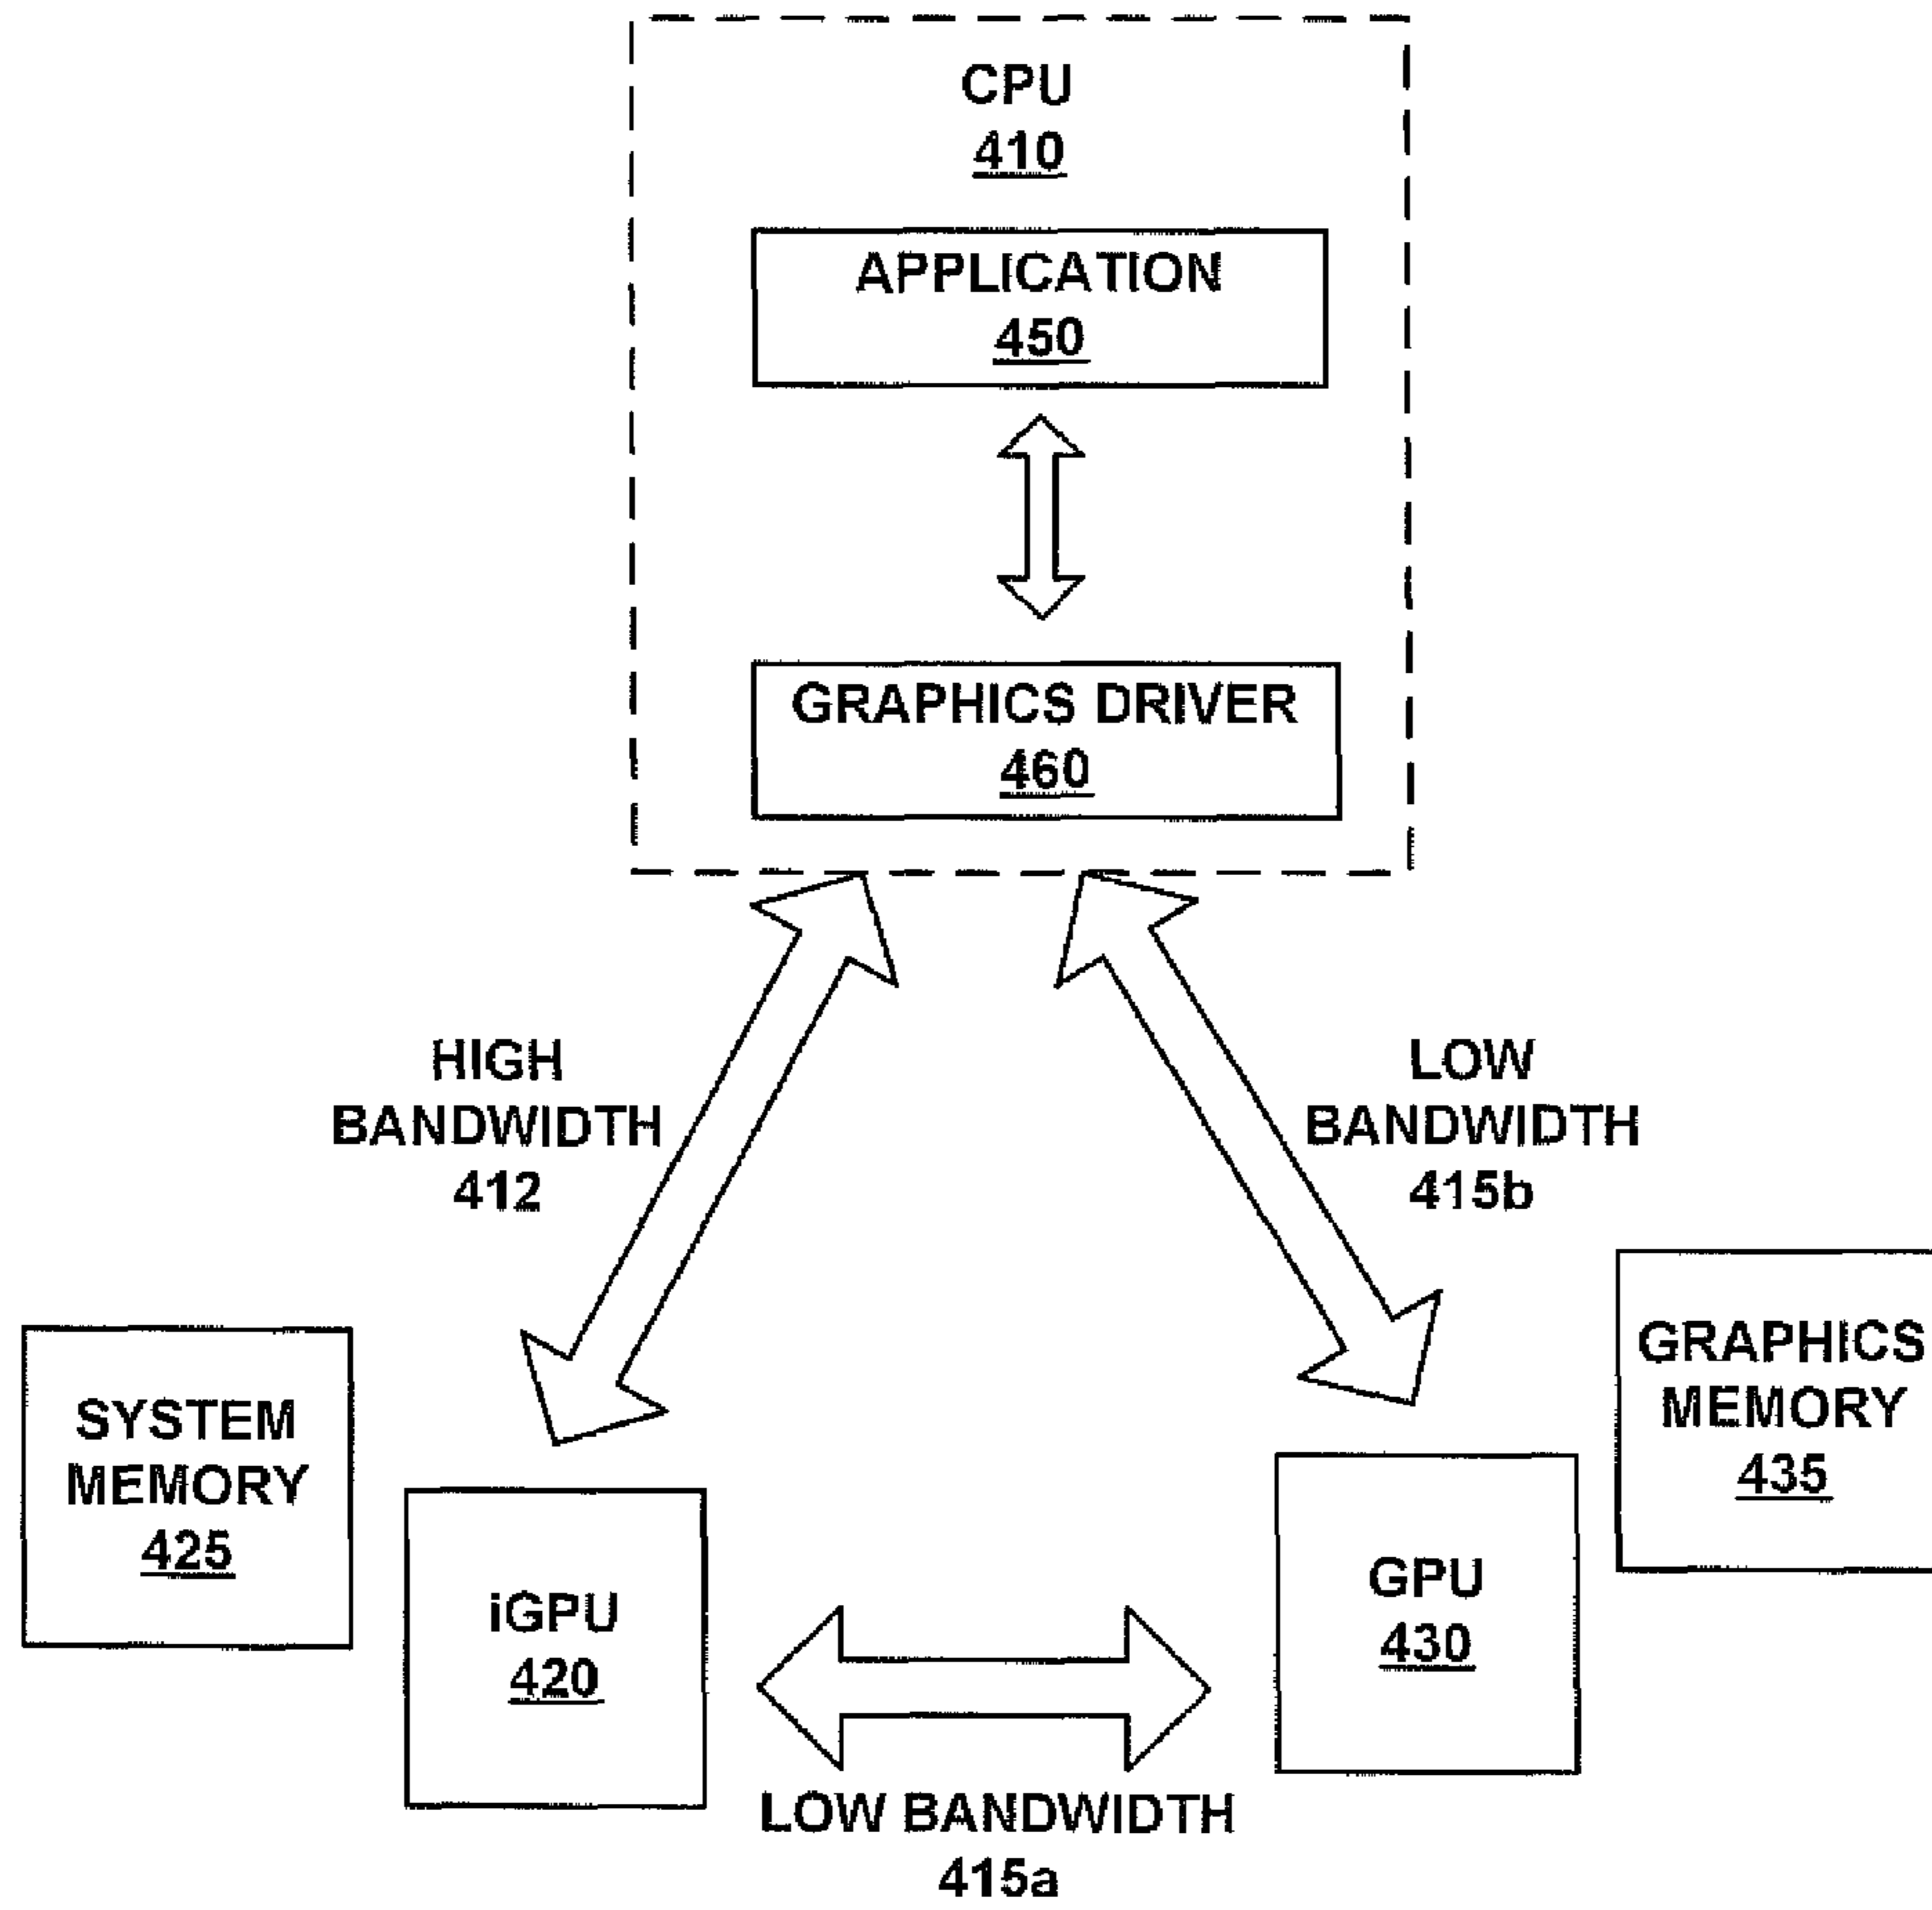 CPU
410
APPLICATION
450
GRAPHICS DRIVER
460
HIGH
BANDWIDTH
412
LOW
BANDWIDTH
415b
SYSTEM
MEMORY
425
iGPU
420
GPU
430
GRAPHICS
MEMORY
435
LOW BANDWIDTH
415a